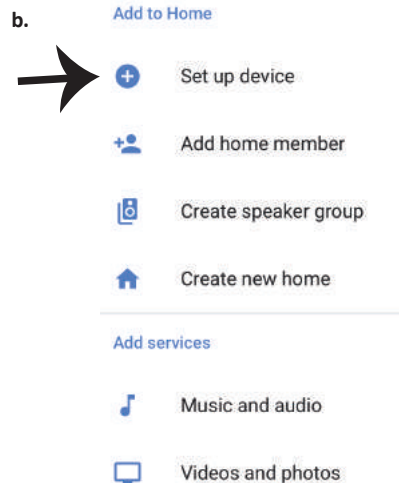 b.
Add to Home
Set up device
Add home member
Create speaker group
Create new home
Add services
Music and audio
Videos and photos